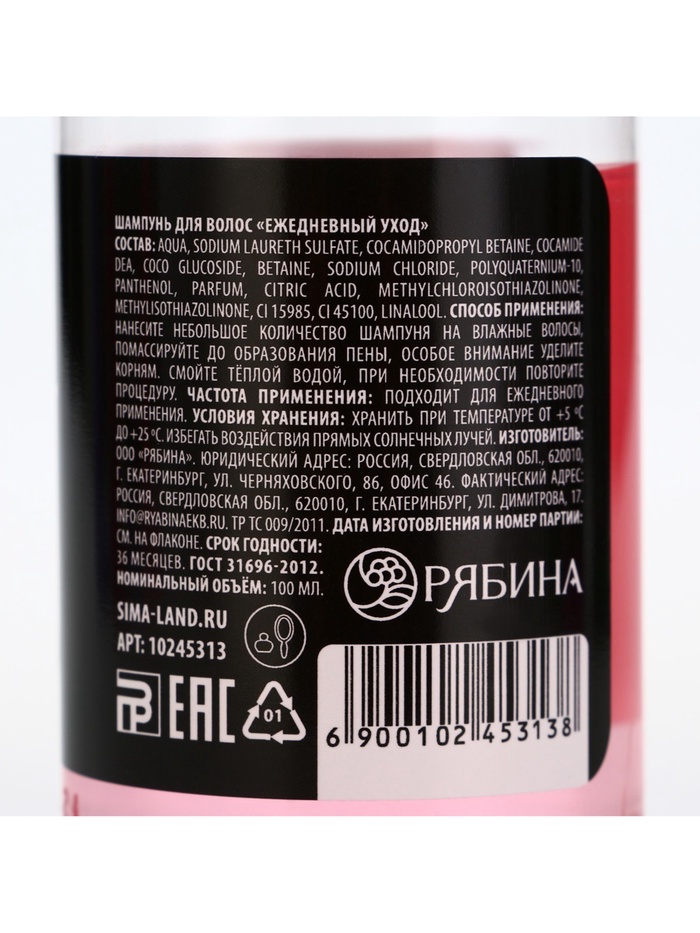 ШАМПУНЬ ДЛЯ ВОЛОС «ЕЖЕДНЕВНЫЙ УХОД»
СОСТАВ: AQUA, SODIUM LAURETH SULFATE, COCAMIDOPROPYL BETAINE, COCAMIDE
DEA, COCO GLUCOSIDE, BETAINE, SODIUM CHLORIDE, POLYQUATERNIUM-10,
PANTHENOL, PARFUM, CITRIC ACID, METHYLCHLOROISOTHIAZOLINONE,
METHYLISOTHIAZOLINONE, CI 15985, CI 45100, LINALOOL. СПОСОБ ПРИМЕНЕНИЯ:
НАНЕСИТЕ НЕБОЛЬШОЕ КОЛИЧЕСТВО ШАМПУНЯ НА ВЛАЖНЫЕ ВОЛОСЫ,
ПОМАССИРУЙТЕ ДО ОБРАЗОВАНИЯ ПЕНЫ, ОСОБОЕ ВНИМАНИЕ УДЕЛИТЕ
КОРНЯМ. СМОЙТЕ ТЁПЛОЙ ВОДОЙ, ПРИ НЕОБХОДИМОСТИ ПОВТОРИТЕ
ПРОЦЕДУРУ. ЧАСТОТА ПРИМЕНЕНИЯ: ПОДХОДИТ ДЛЯ ЕЖЕДНЕВНОГО
ПРИМЕНЕНИЯ. УСЛОВИЯ ХРАНЕНИЯ: ХРАНИТЬ ПРИ ТЕМПЕРАТУРЕ ОТ +5 °C
ДО +25 °C. ИЗБЕГАТЬ ВОЗДЕЙСТВИЯ ПРЯМЫХ СОЛНЕЧНЫХ ЛУЧЕЙ. ИЗГОТОВИТЕЛЬ:
ООО «РЯБИНА». ЮРИДИЧЕСКИЙ АДРЕС: РОССИЯ, СВЕРДЛОВСКАЯ ОБЛ., 620010,
Г. ЕКАТЕРИНБУРГ, УЛ. ЧЕРНЯХОВСКОГО, 86, ОФИС 46. ФАКТИЧЕСКИЙ АДРЕС:
РОССИЯ, СВЕРДЛОВСКАЯ ОБЛ., 620010, Г. ЕКАТЕРИНБУРГ, УЛ. ДИМИТРОВА, 17.
INFO@RYABINAEKB.RU. ТР ТС 009/2011. ДАТА ИЗГОТОВЛЕНИЯ И НОМЕР ПАРТИИ:
СМ. НА ФЛАКОНЕ. СРОК ГОДНОСТИ:
36 МЕСЯЦЕВ. ГОСТ 31696-2012.
НОМИНАЛЬНЫЙ ОБЪЁМ: 100 МЛ.
РЯБИНА
SIMA-LAND.RU
АРТ: 10245313
EAC
01
6 900102 453138